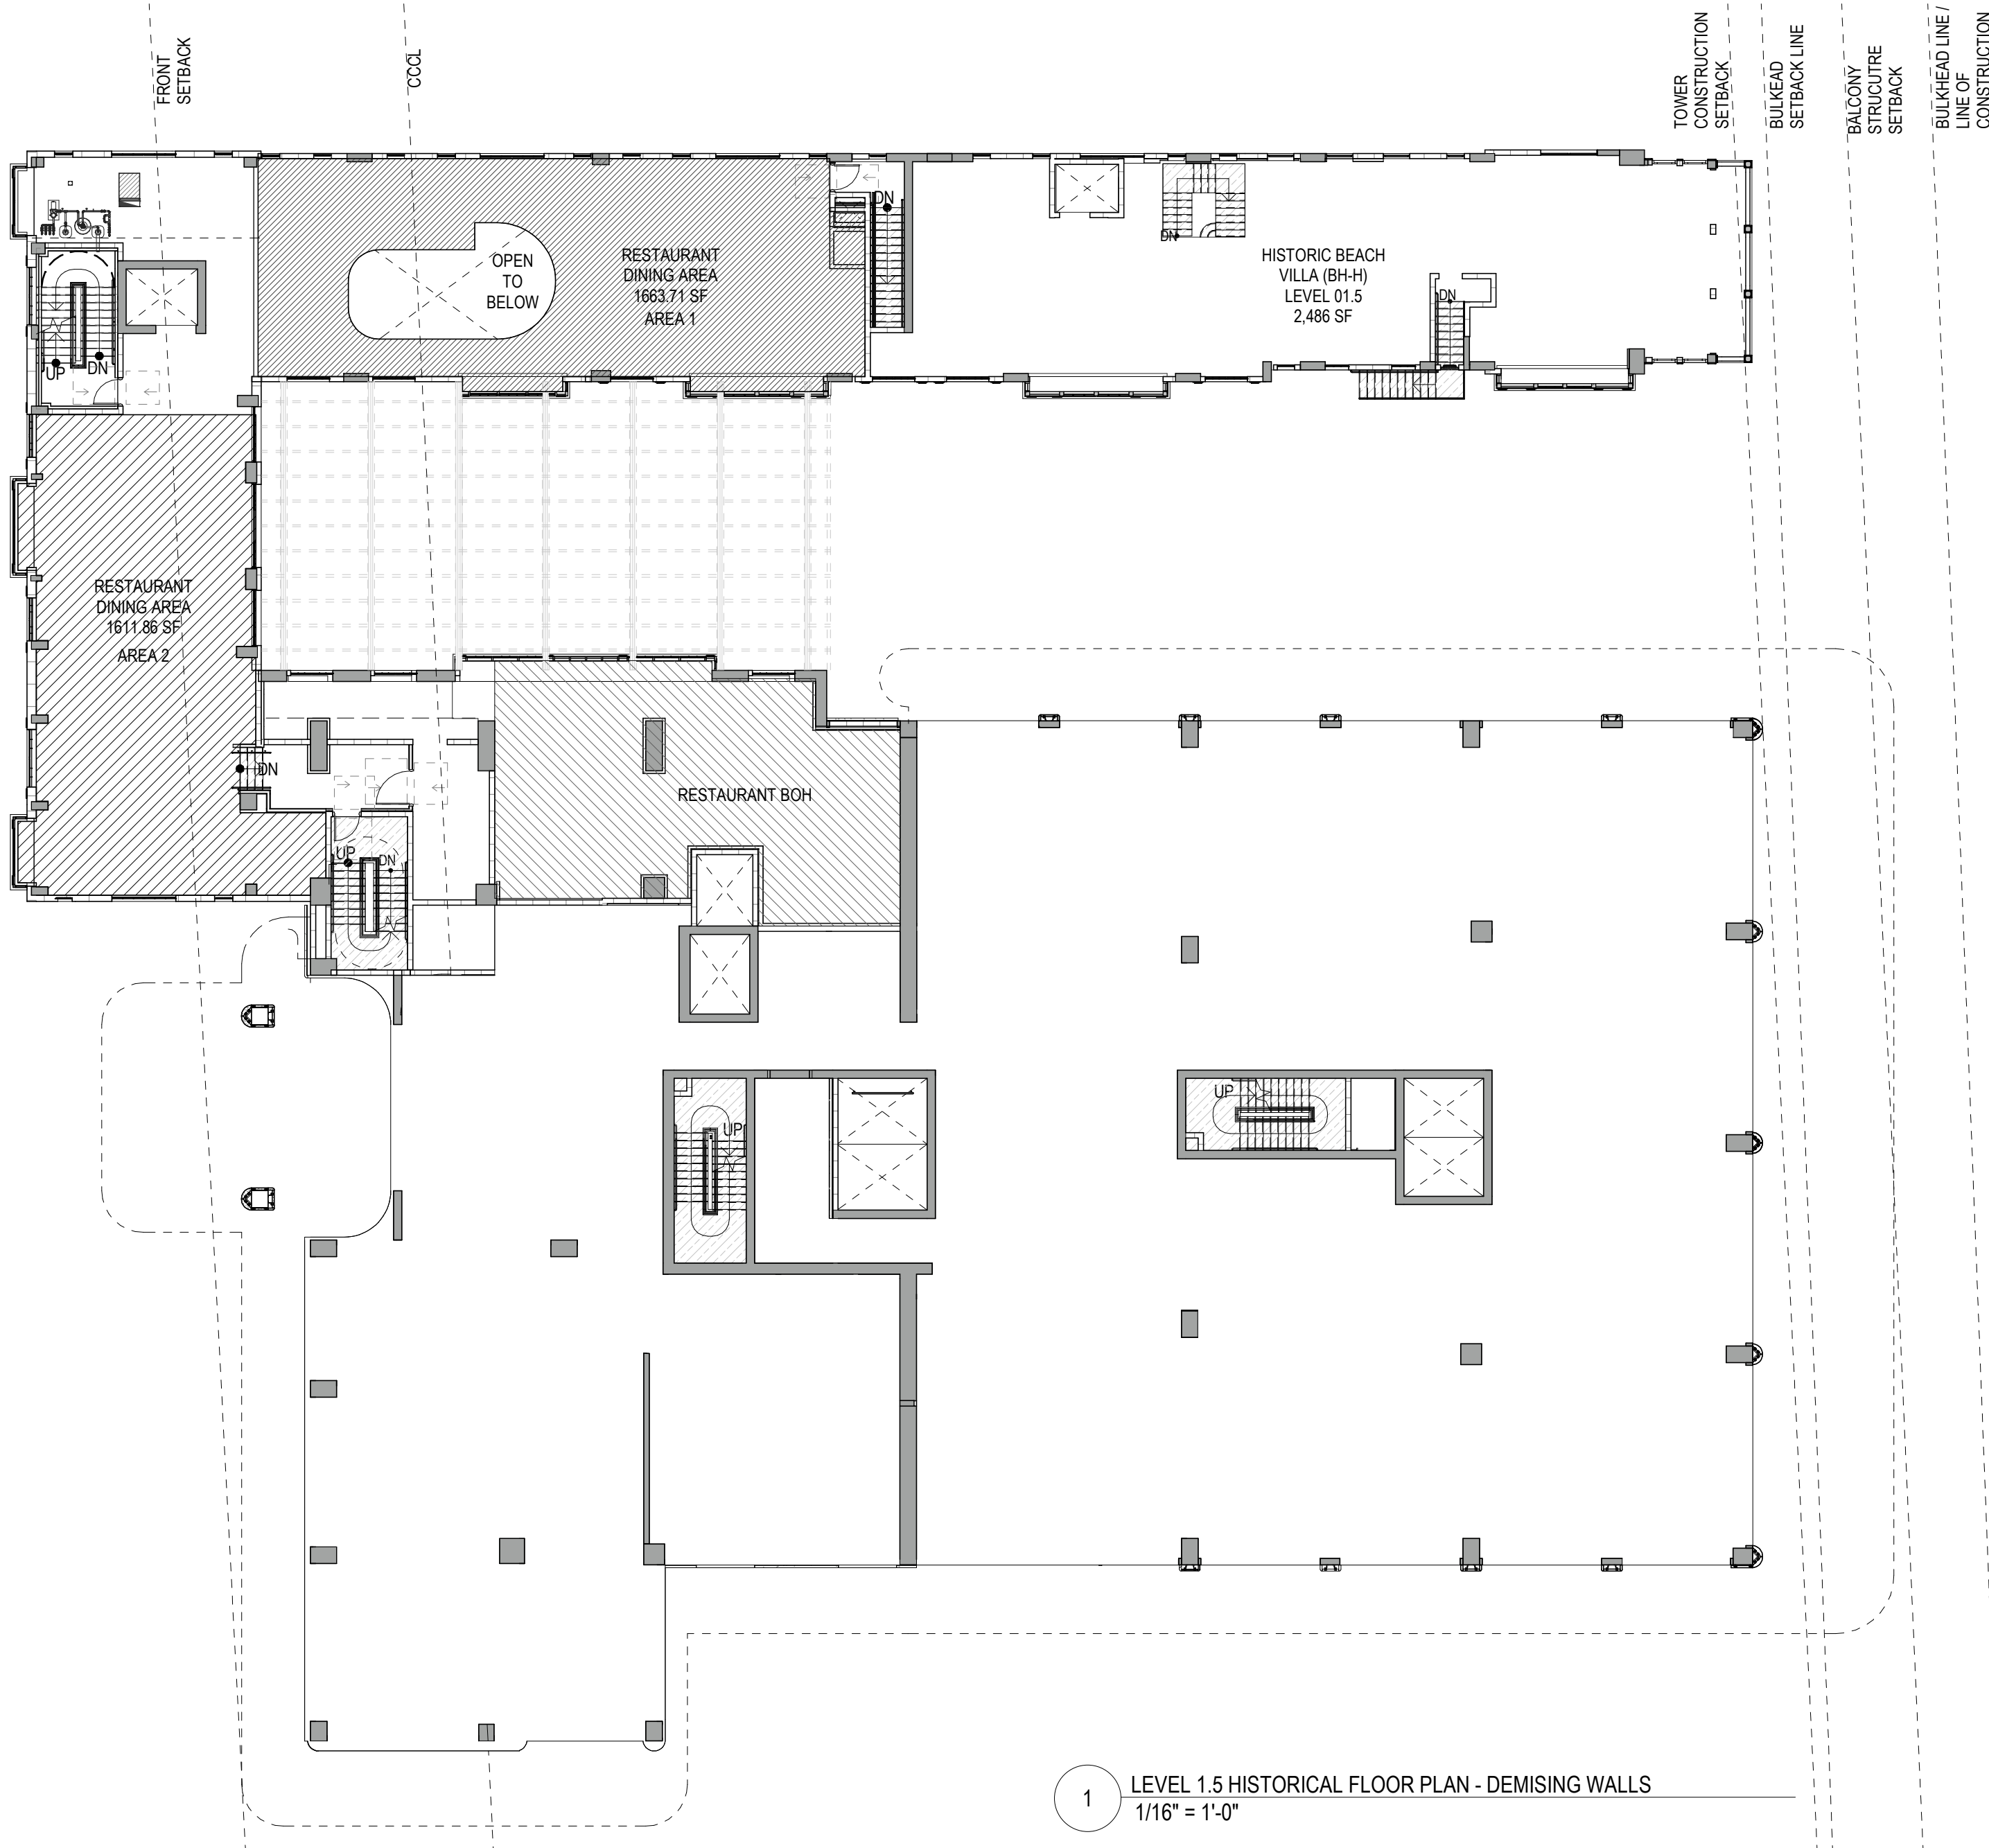 FRONT
SETBACK
CCCL
TOWER
CONSTRUCTION
SETBACK
BULKEAD
SETBACK LINE
BALCONY
STRUCUTRE
SETBACK
BULKHEAD LINE /
LINE OF
CONSTRUCTION
DN
OPEN
TO
BELOW
RESTAURANT
DINING AREA
1663.71 SF
AREA 1
DN
HISTORIC BEACH
VILLA (BH-H)
LEVEL 01.5
2,486 SF
DN
UP
DN
RESTAURANT
DINING AREA
1611.86 SF
AREA 2
DN
RESTAURANT BOH
UP
DN
UP
UP
1
LEVEL 1.5 HISTORICAL FLOOR PLAN - DEMISING WALLS
1/16" = 1'-0"